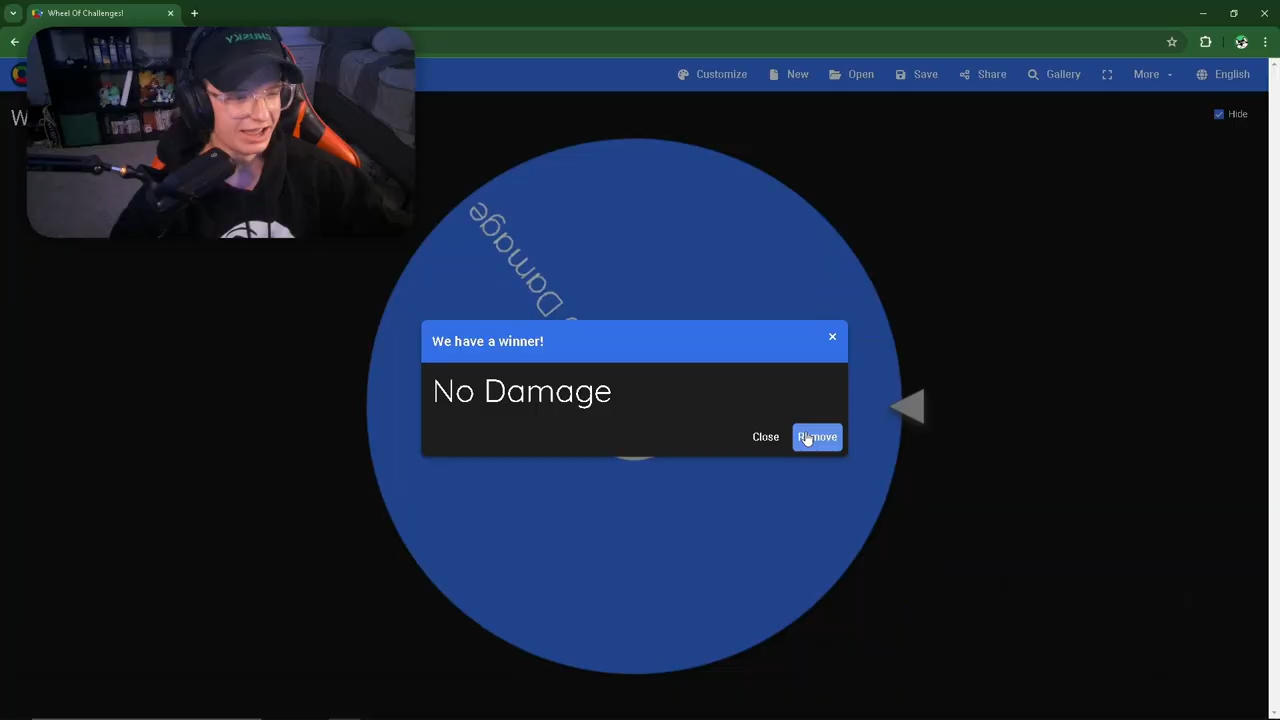 Wheel Of Challenges!
Customize
New
Open
Save
Share
Gallery
More
English
W
Hide
Damage
We have a winner!
No Damage
Close
Remove